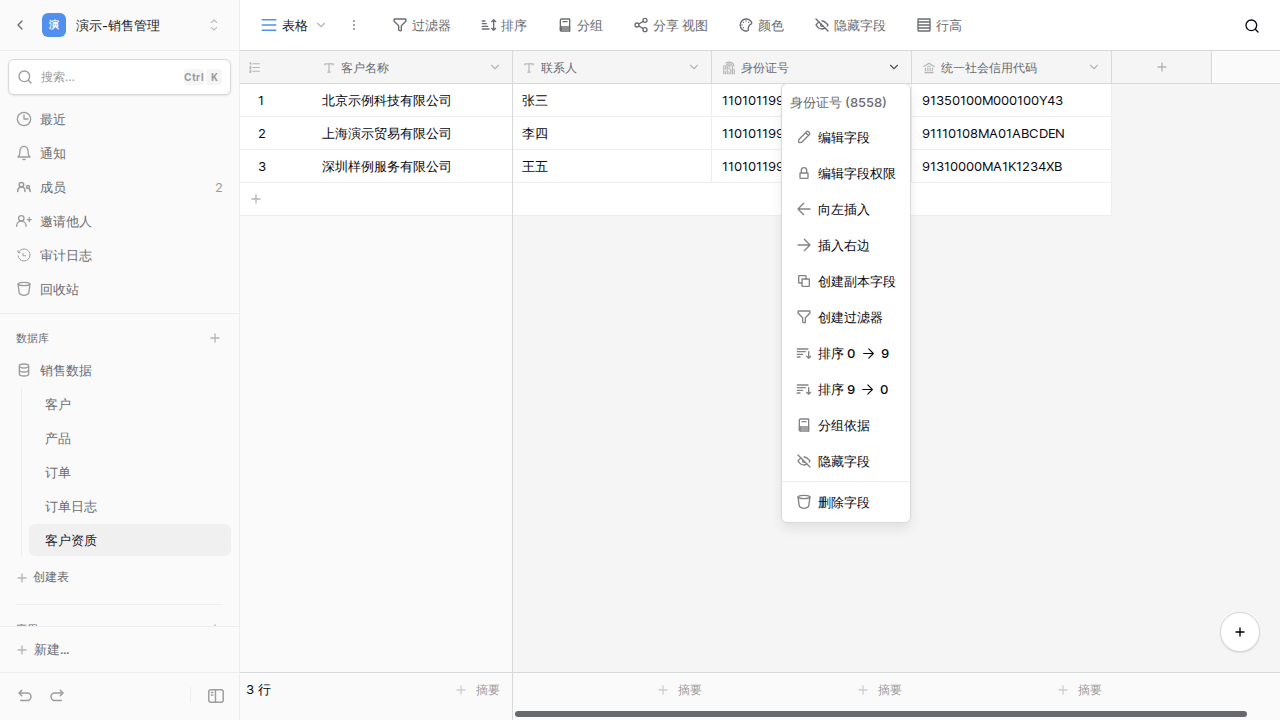 演 演示-销售管理
搜索... Ctrl K
最近
通知
成员 2
邀请他人
审计日志
回收站
数据库
销售数据
客户
产品
订单
订单日志
客户资质
创建表
新建...
表格 过滤器 排序 分组 分享 视图 颜色 隐藏字段 行高
客户名称 联系人 身份证号 统一社会信用代码
1 北京示例科技有限公司 张三 110101199 91350100M000100Y43
2 上海演示贸易有限公司 李四 110101199 91110108MA01ABCDEN
3 深圳样例服务有限公司 王五 110101199 91310000MA1K1234XB
身份证号 (8558)
编辑字段
编辑字段权限
向左插入
插入右边
创建副本字段
创建过滤器
排序 0 → 9
排序 9 → 0
分组依据
隐藏字段
删除字段
3 行 摘要 摘要 摘要 摘要